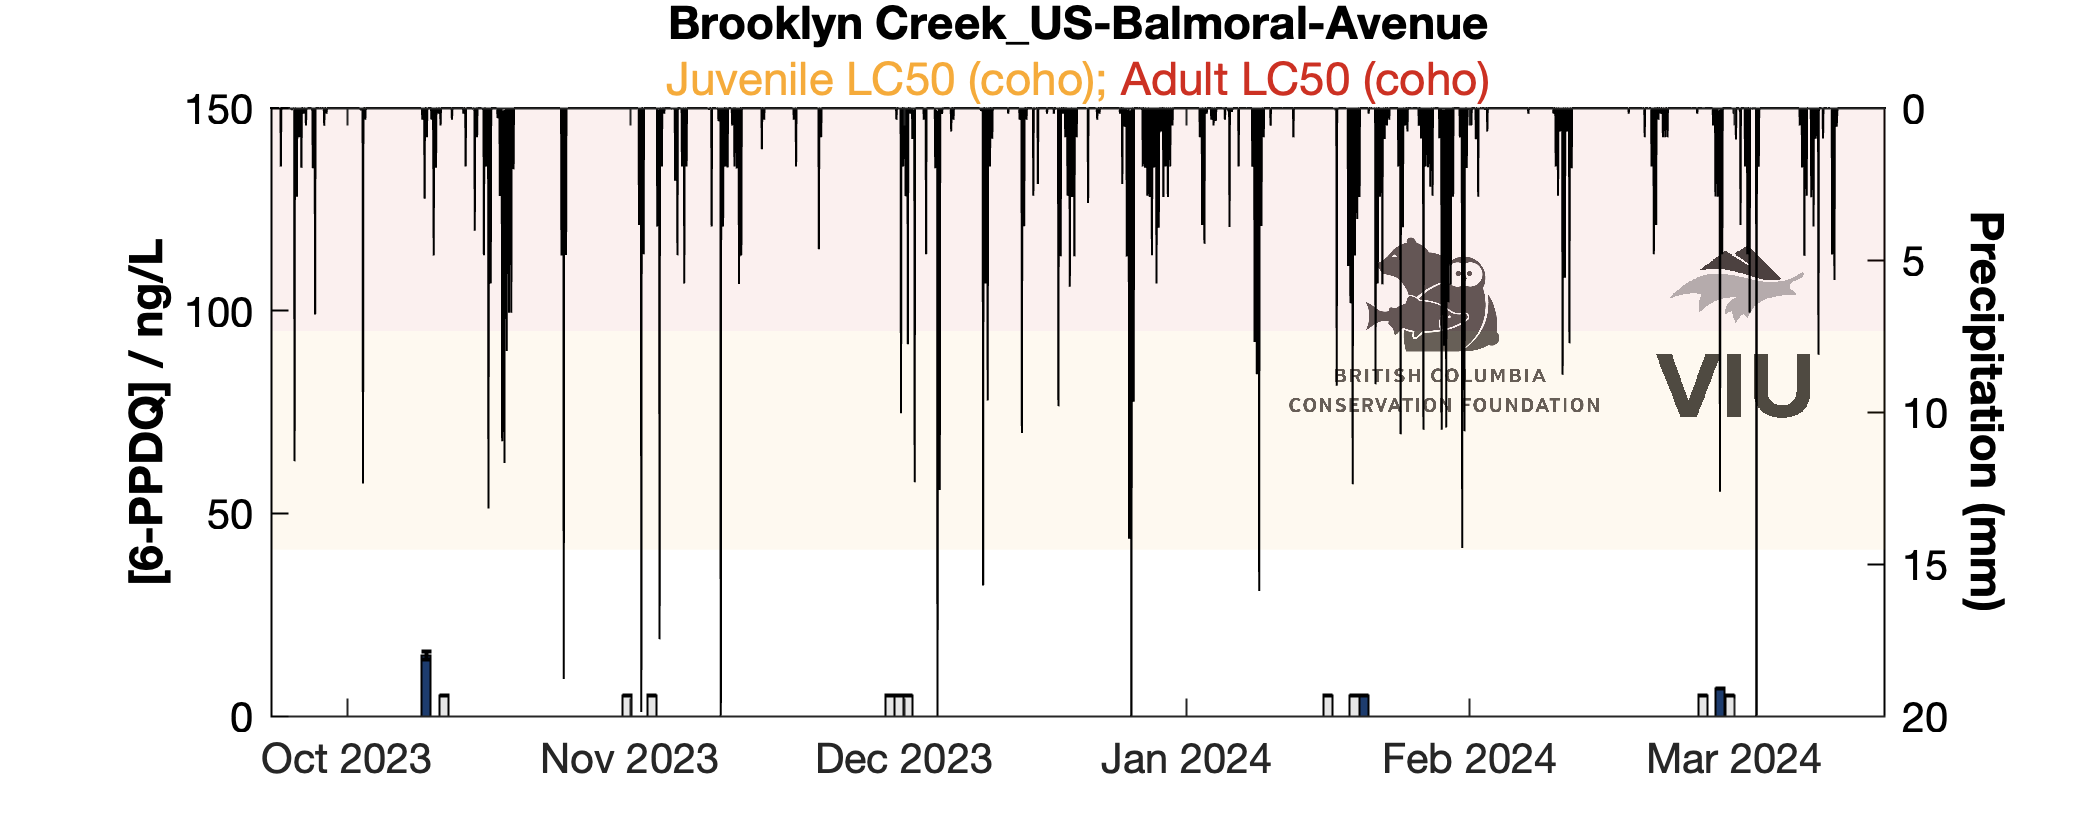 Brooklyn Creek_US-Balmoral-Avenue
Juvenile LC50 (coho); Adult LC50 (coho)
[6-PPDQ] / ng/L
150
100
50
0
Precipitation (mm)
0
5
10
15
20
BRITISH COLUMBIA
CONSERVATION FOUNDATION
VIU
Oct 2023
Nov 2023
Dec 2023
Jan 2024
Feb 2024
Mar 2024